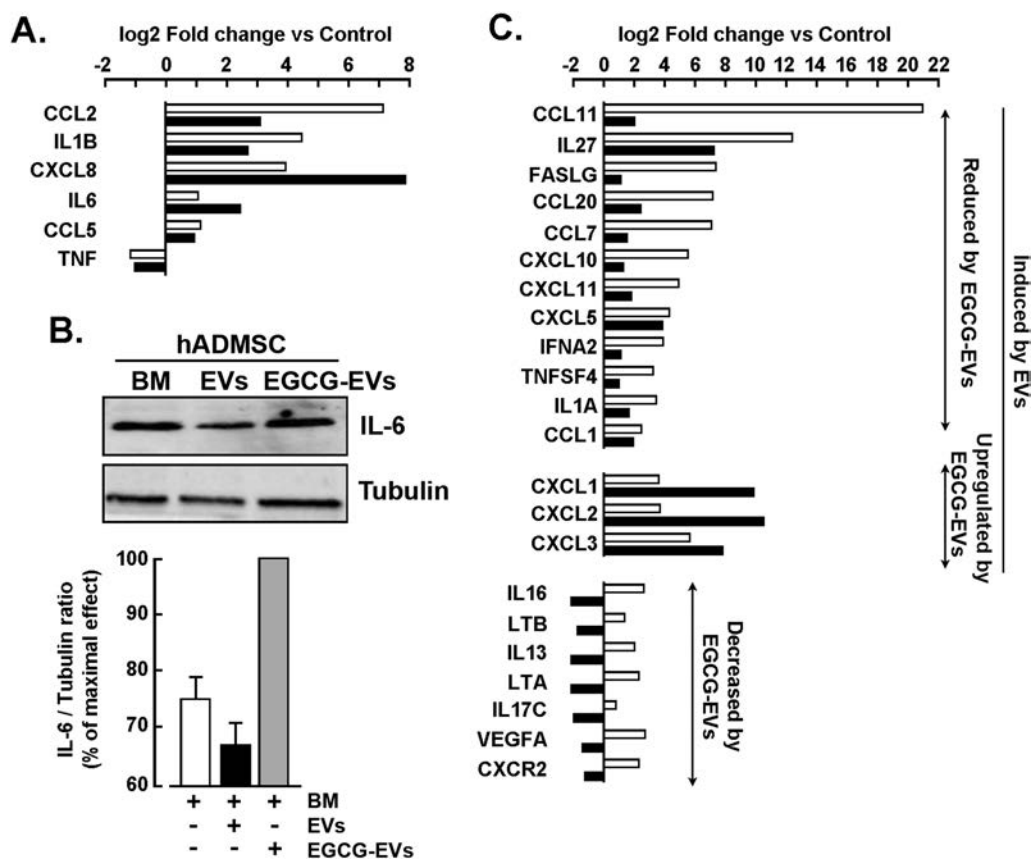 A.
log2 Fold change vs Control
-2 0 2 4 6 8
CCL2
IL1B
CXCL8
IL6
CCL5
TNF
B.
hADMSC
BM EVs EGCG-EVs
IL-6
Tubulin
IL-6 / Tubulin ratio
(% of maximal effect)
100
90
80
70
60
+ + + BM
- + - EVs
- - + EGCG-EVs
C.
log2 Fold change vs Control
-2 0 2 4 6 8 10 12 14 16 18 20 22
CCL11
IL27
FASLG
CCL20
CCL7
CXCL10
CXCL11
CXCL5
IFNA2
TNFSF4
IL1A
CCL1
Reduced by EGCG-EVs
CXCL1
CXCL2
CXCL3
Upregulated by
EGCG-EVs
Induced by EVs
IL16
LTB
IL13
LTA
IL17C
VEGFA
CXCR2
Decreased by
EGCG-EVs